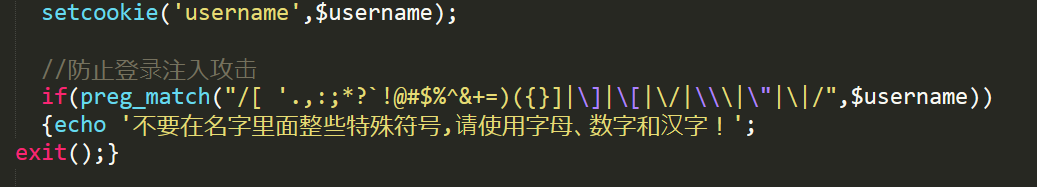 setcookie('username',$username);
//防止登录注入攻击
if(preg_match("/[ '.,:;*?`!@#$%^&+=)({}]|\]|\[|\/|\\\|\"|\|/",$username))
{echo '不要在名字里面整些特殊符号,请使用字母、数字和汉字！';
exit();}